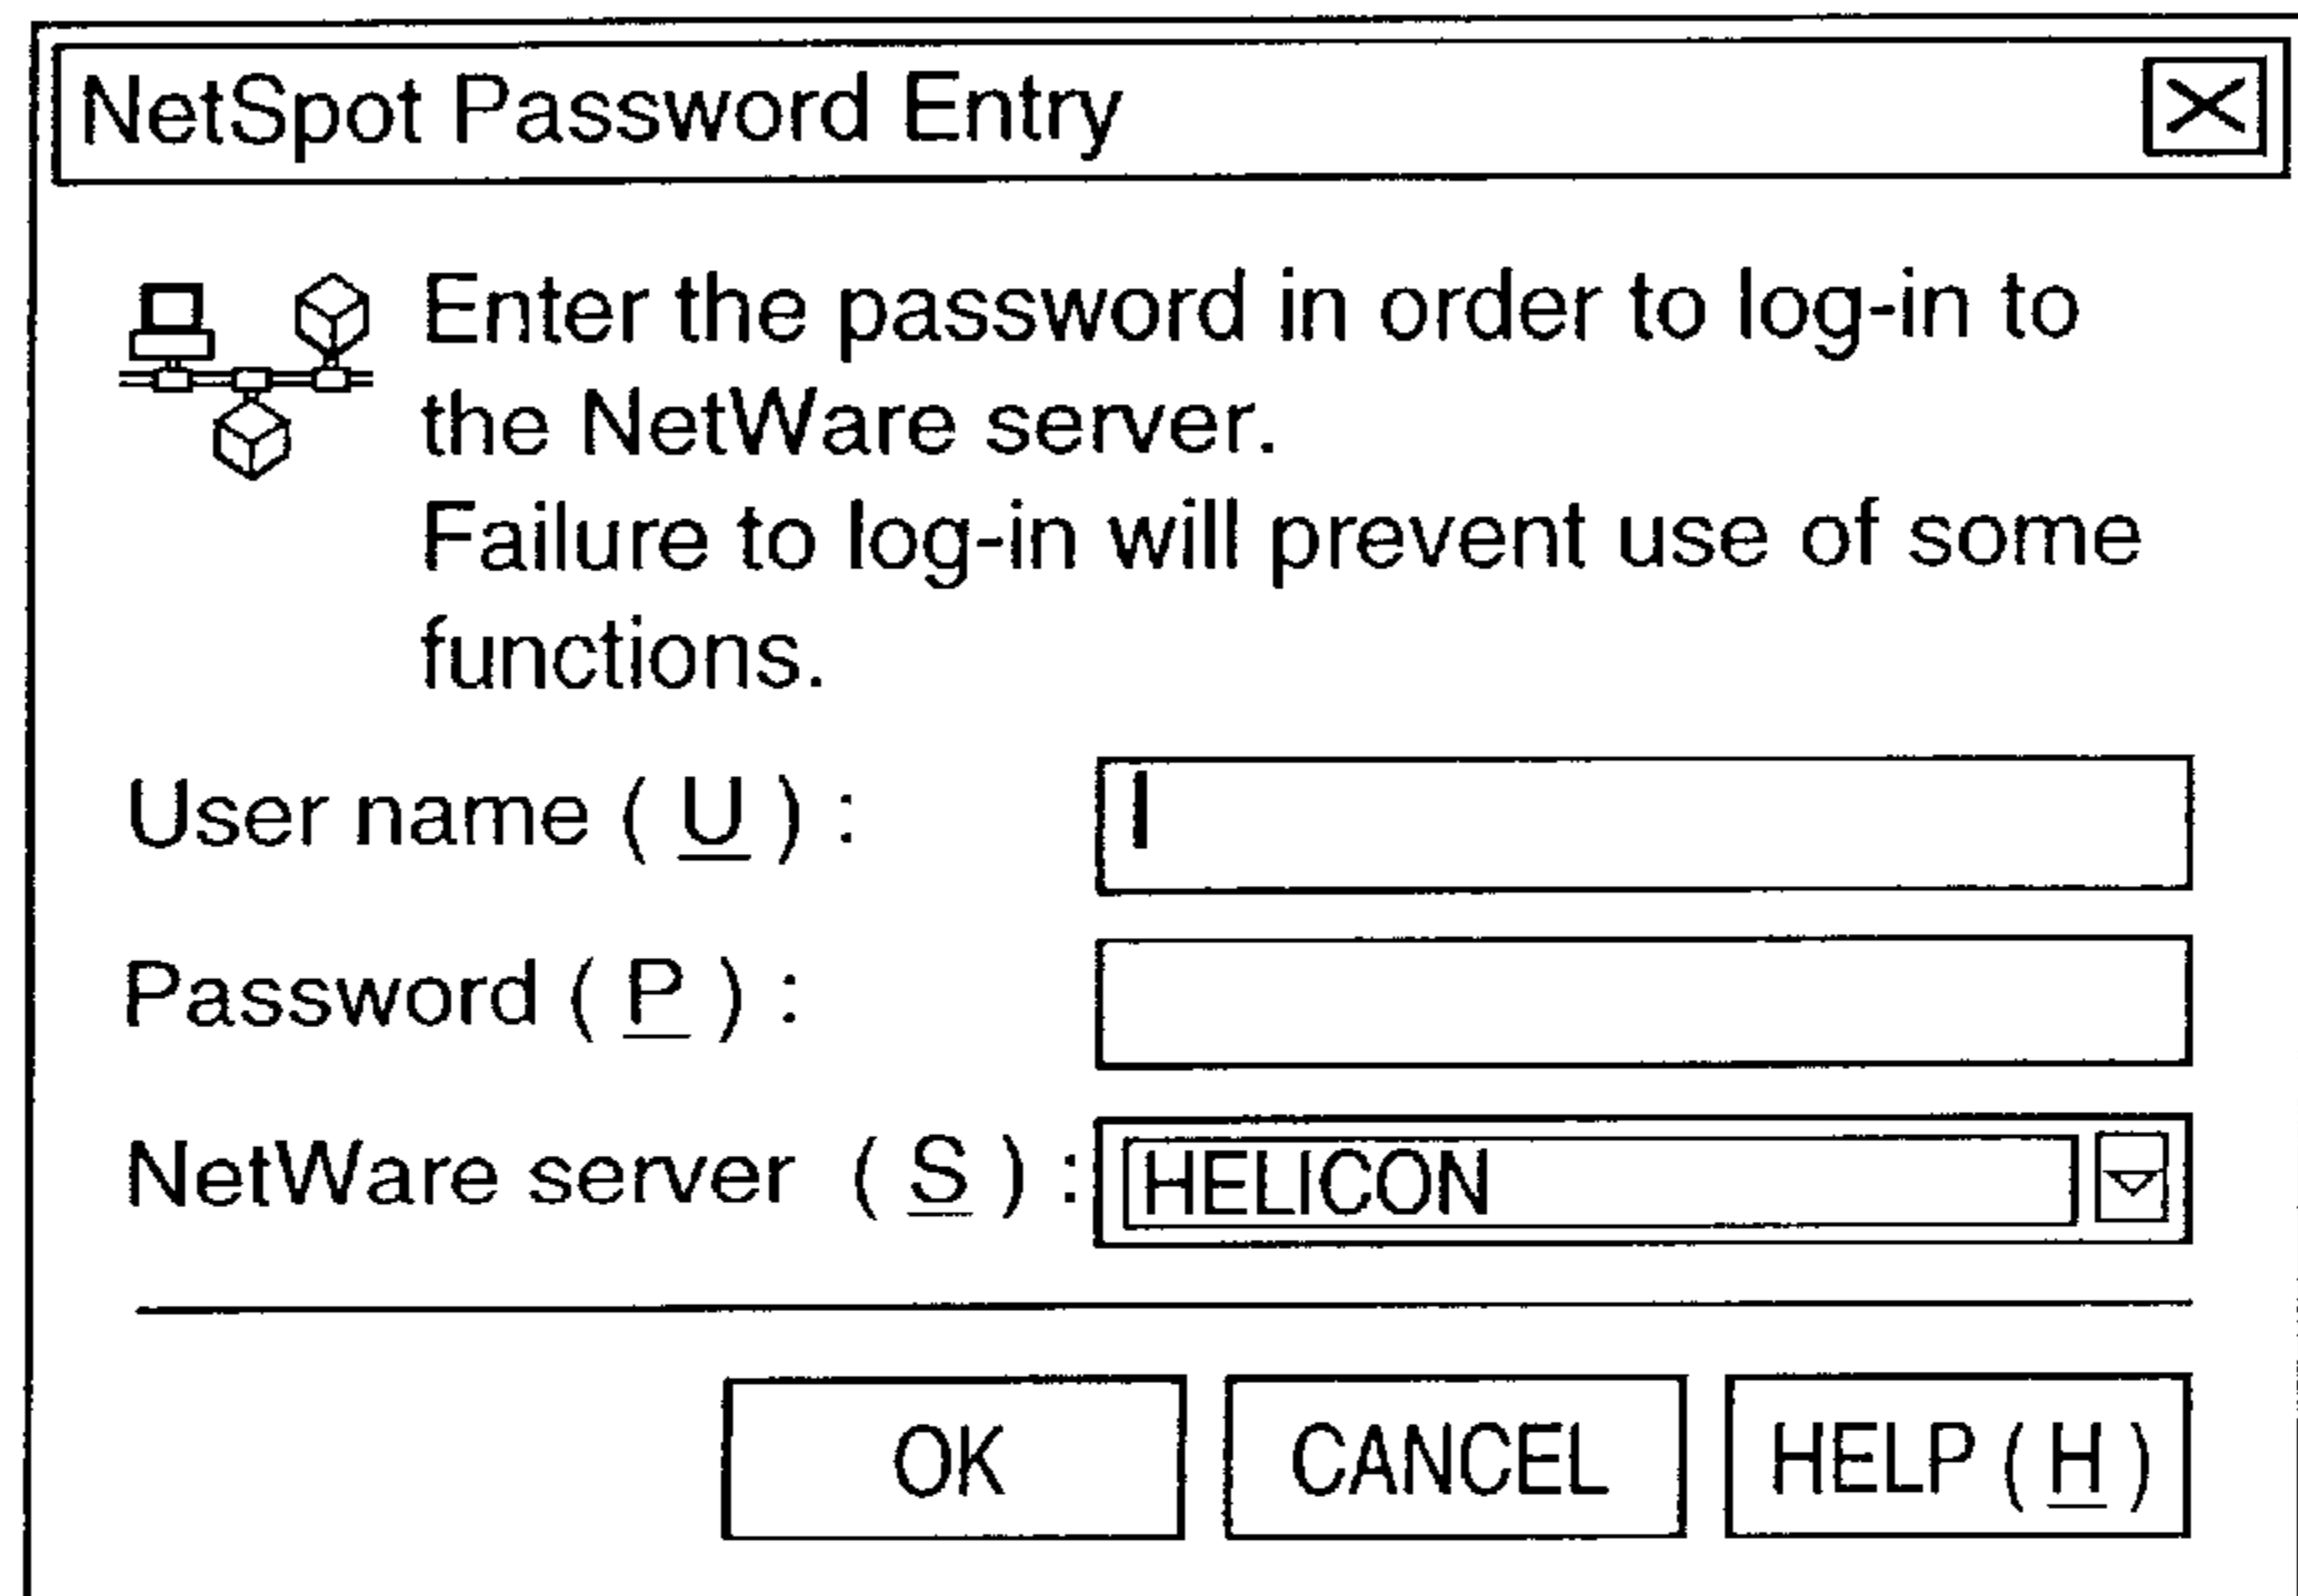 NetSpot Password Entry
Enter the password in order to log-in to
the NetWare server.
Failure to log-in will prevent use of some
functions.
User name ( U ) :
Password ( P ) :
NetWare server ( S ) : HELICON
OK CANCEL HELP ( H )